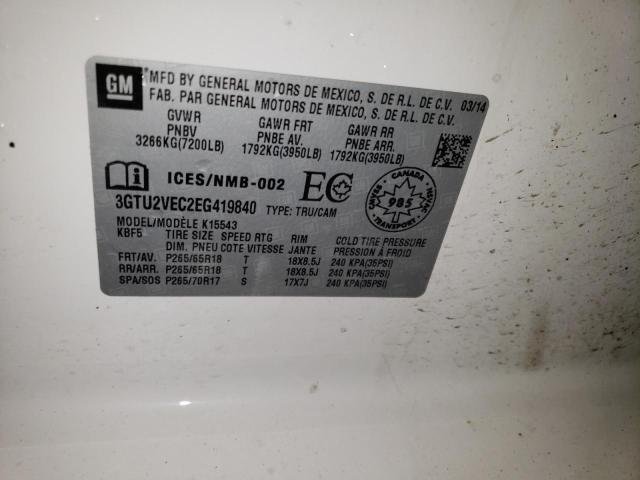 GM
MFD BY GENERAL MOTORS DE MEXICO, S. DE R.L. DE C.V. 03/14
FAB. PAR GENERAL MOTORS DE MEXICO, S. DE R.L. DE C.V.
GVWR GAWR FRT GAWR RR
PNBV PNBE AV. PNBE ARR.
3266KG(7200LB) 1792KG(3950LB) 1792KG(3950LB)
i ICES/NMB-002 EC
CANADA
985
TRANSPORT
3GTU2VEC2EG419840 TYPE: TRU/CAM
MODEL/MODÈLE K15543
KBF5 TIRE SIZE SPEED RTG RIM COLD TIRE PRESSURE
DIM. PNEU COTE VITESSE JANTE PRESSION À FROID
FRT/AV. P265/65R18 T 18X8.5J 240 KPA(35PSI)
RR/ARR. P265/65R18 T 18X8.5J 240 KPA(35PSI)
SPA/SOS P265/70R17 S 17X7J 240 KPA(35PSI)